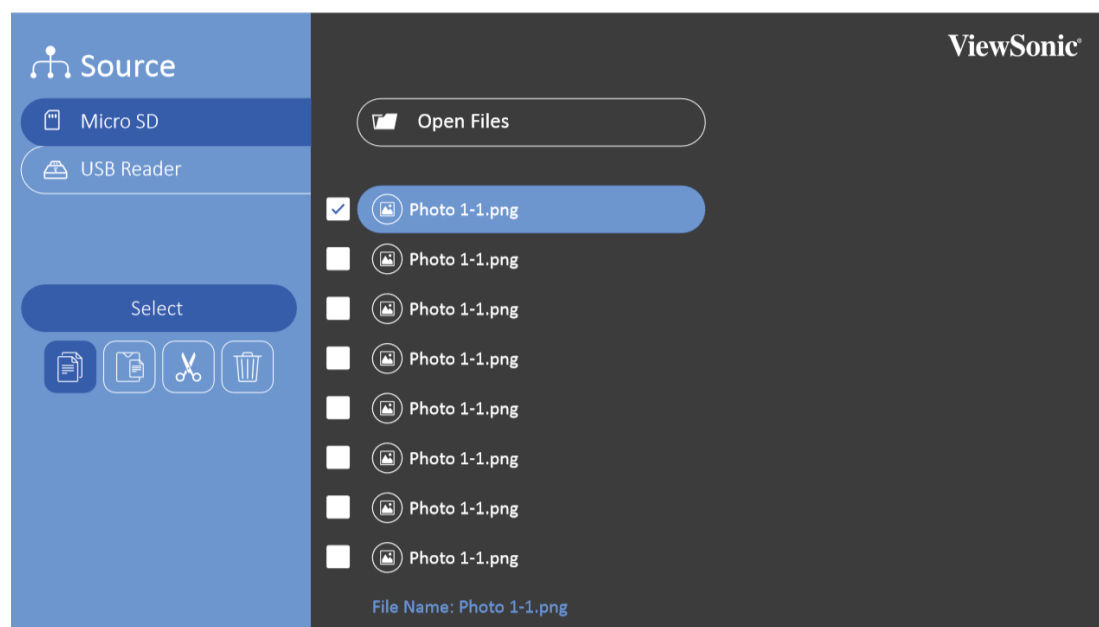 Source
Micro SD
USB Reader
Select
ViewSonic®
Open Files
Photo 1-1.png
Photo 1-1.png
Photo 1-1.png
Photo 1-1.png
Photo 1-1.png
Photo 1-1.png
Photo 1-1.png
Photo 1-1.png
File Name: Photo 1-1.png